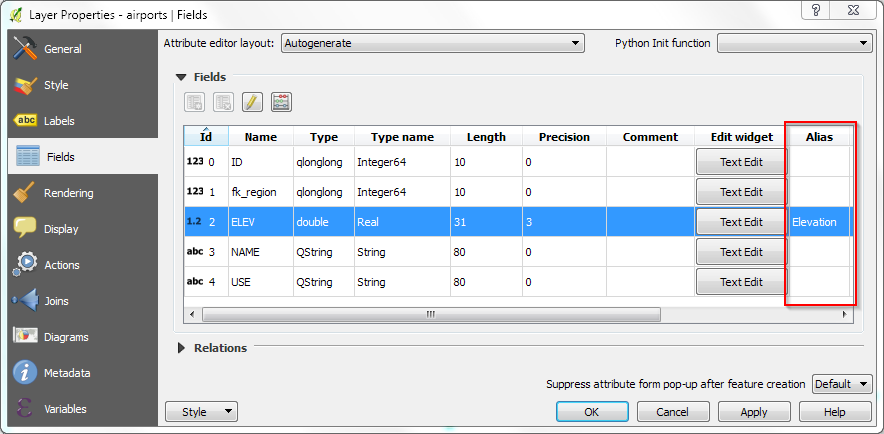 Layer Properties - airports | Fields
?
General
Style
Labels
Fields
Rendering
Display
Actions
Joins
Diagrams
Metadata
Variables
Attribute editor layout: Autogenerate Python Init function
Fields
Id Name Type Type name Length Precision Comment Edit widget Alias
123 0 ID qlonglong Integer64 10 0 Text Edit
123 1 fk_region qlonglong Integer64 10 0 Text Edit
1.2 2 ELEV double Real 31 3 Text Edit Elevation
abc 3 NAME QString String 80 0 Text Edit
abc 4 USE QString String 80 0 Text Edit
Relations
Suppress attribute form pop-up after feature creation Default
Style OK Cancel Apply Help
abc